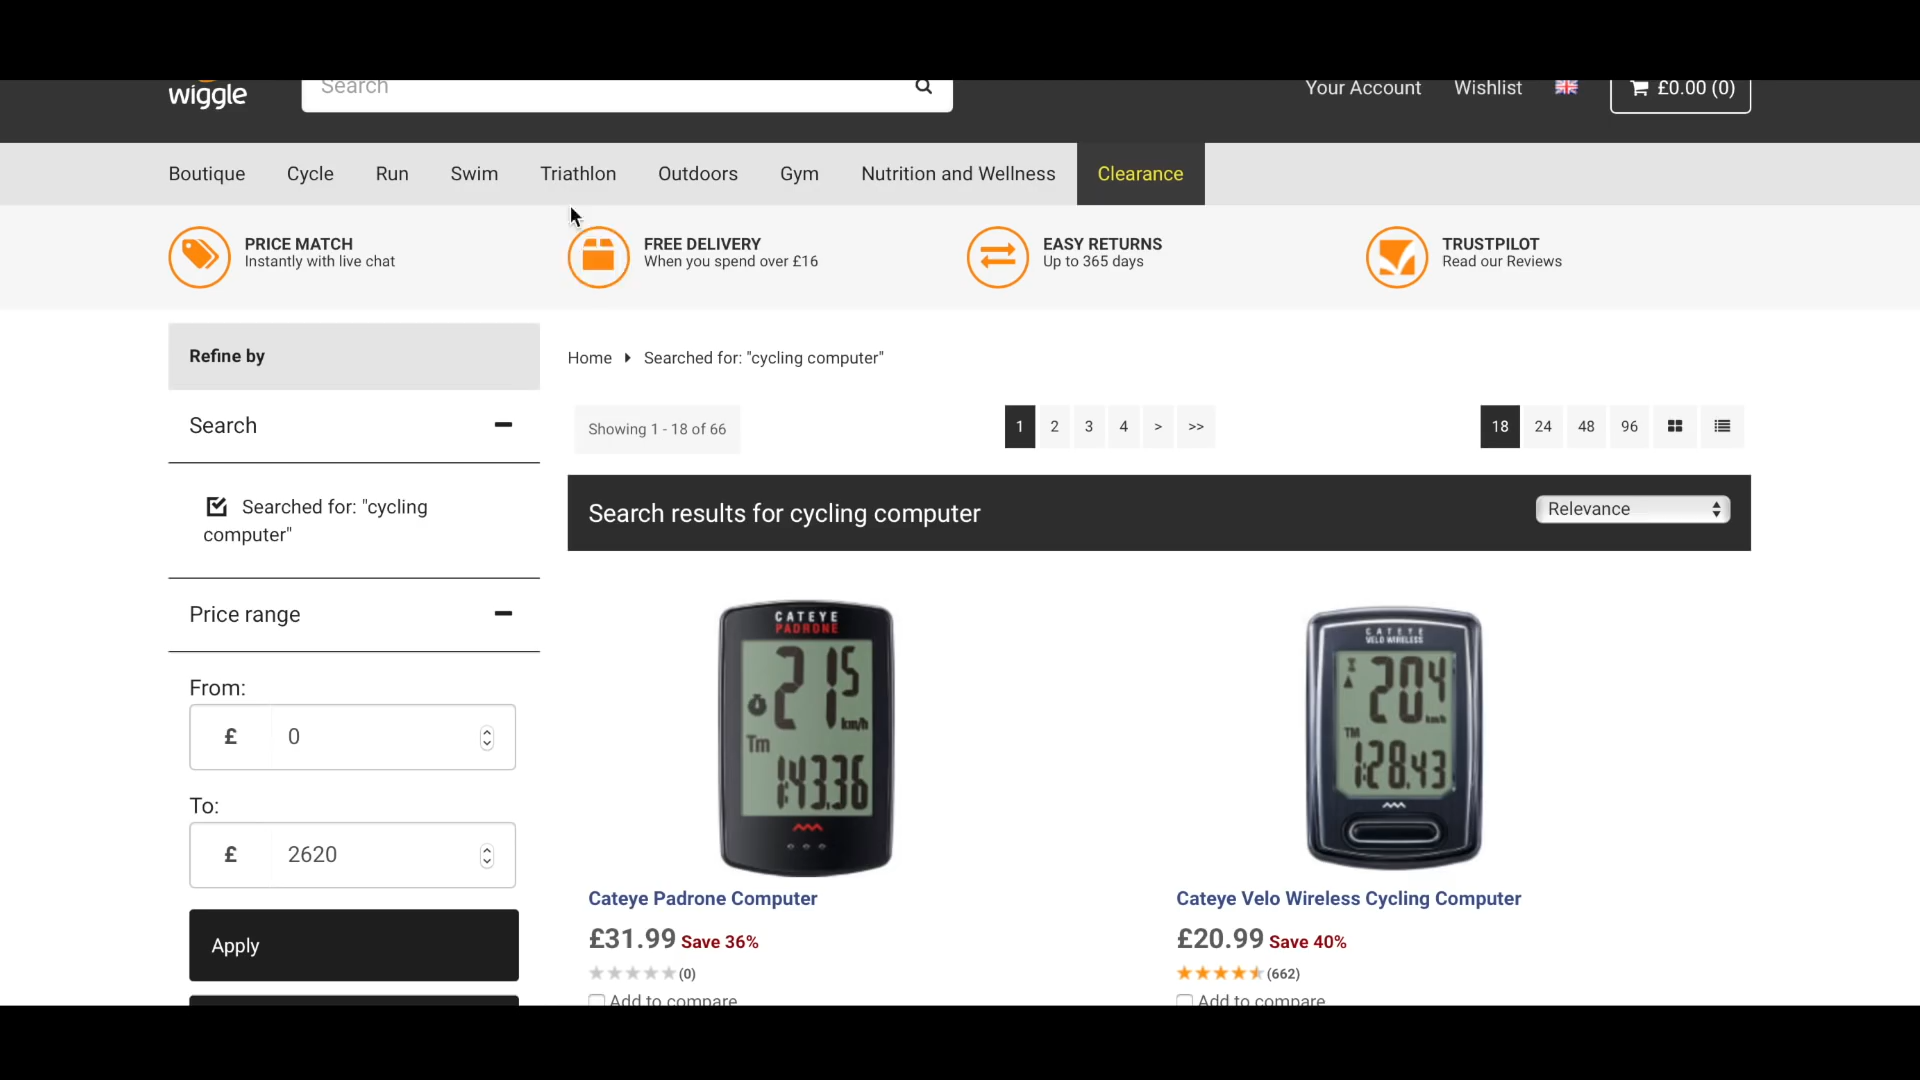 wiggle
Search
Your Account
Wishlist
£0.00 (0)
Boutique
Cycle
Run
Swim
Triathlon
Outdoors
Gym
Nutrition and Wellness
Clearance
PRICE MATCH
Instantly with live chat
FREE DELIVERY
When you spend over £16
EASY RETURNS
Up to 365 days
TRUSTPILOT
Read our Reviews
Refine by
Home
Searched for: "cycling computer"
Search
Showing 1 - 18 of 66
1 2 3 4 > >>
18 24 48 96
Searched for: "cycling
computer"
Search results for cycling computer
Relevance
Price range
From:
£ 0
To:
£ 2620
Apply
CATEYE
PADRONE
21.5
km/h
Tm
1:43.36
CATEYE
VELO WIRELESS
20.4
km/h
TM
1:28.43
Cateye Padrone Computer
£31.99 Save 36%
(0)
Add to compare
Cateye Velo Wireless Cycling Computer
£20.99 Save 40%
(662)
Add to compare